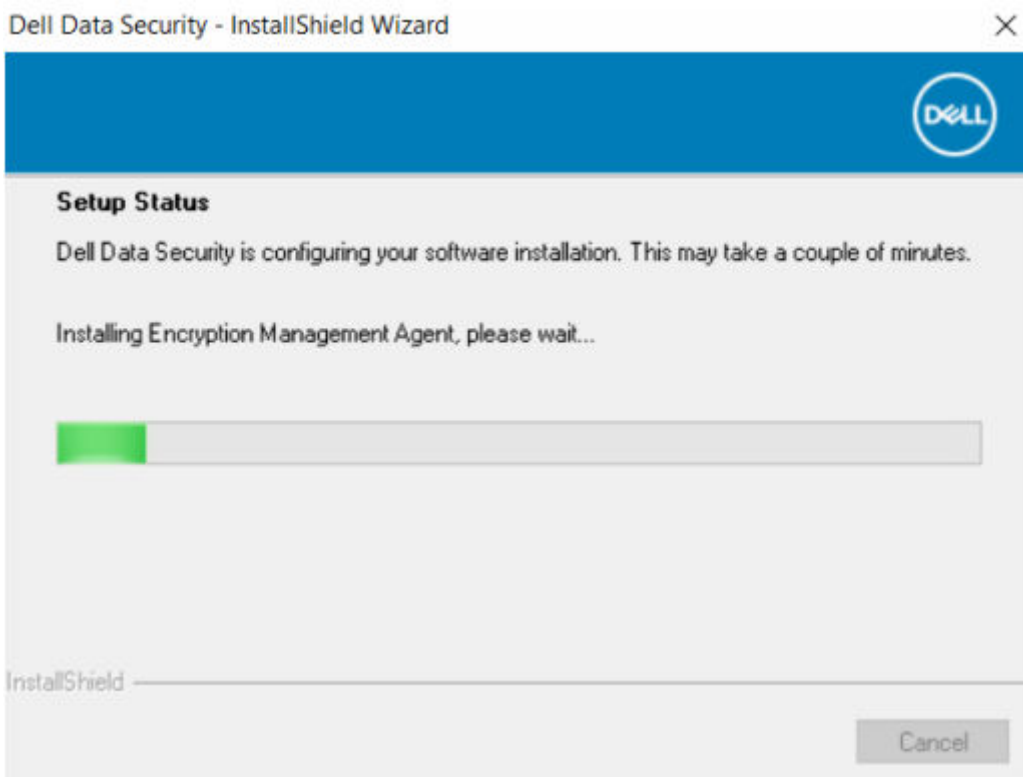 Dell Data Security - InstallShield Wizard
DELL
Setup Status
Dell Data Security is configuring your software installation. This may take a couple of minutes.
Installing Encryption Management Agent, please wait...
InstallShield
Cancel